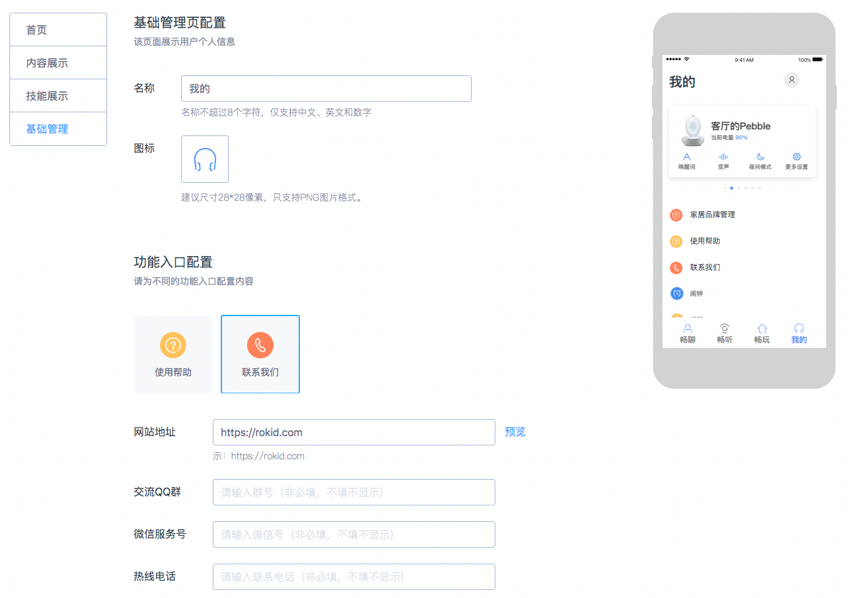 首页
内容展示
技能展示
基础管理
基础管理页配置
该页面展示用户个人信息
名称
我的
名称不超过8个字符，仅支持中文、英文和数字
图标
建议尺寸28*28像素，只支持PNG图片格式。
功能入口配置
请为不同的功能入口配置内容
使用帮助
联系我们
网站地址
https://rokid.com
预览
示：https://rokid.com
交流QQ群
请输入群号（非必填，不填不显示）
微信服务号
请输入微信号（非必填，不填不显示）
热线电话
请输入联系电话（非必填，不填不显示）
9:41 AM
100%
我的
客厅的Pebble
当前电量 90%
唤醒词
变声
夜间模式
更多设置
家居品牌管理
使用帮助
联系我们
闹钟
畅聊
畅听
畅玩
我的